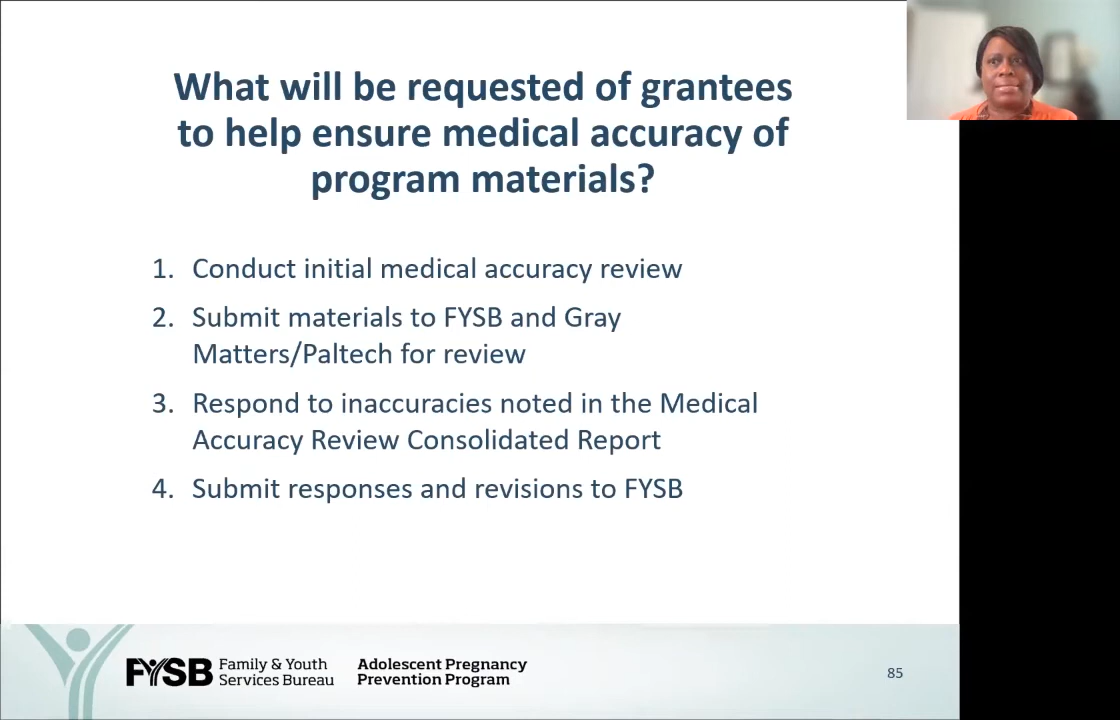 What will be requested of grantees
to help ensure medical accuracy of
program materials?
1. Conduct initial medical accuracy review
2. Submit materials to FYSB and Gray
Matters/Paltech for review
3. Respond to inaccuracies noted in the Medical
Accuracy Review Consolidated Report
4. Submit responses and revisions to FYSB
FYSB
Family & Youth
Services Bureau
Adolescent Pregnancy
Prevention Program
85